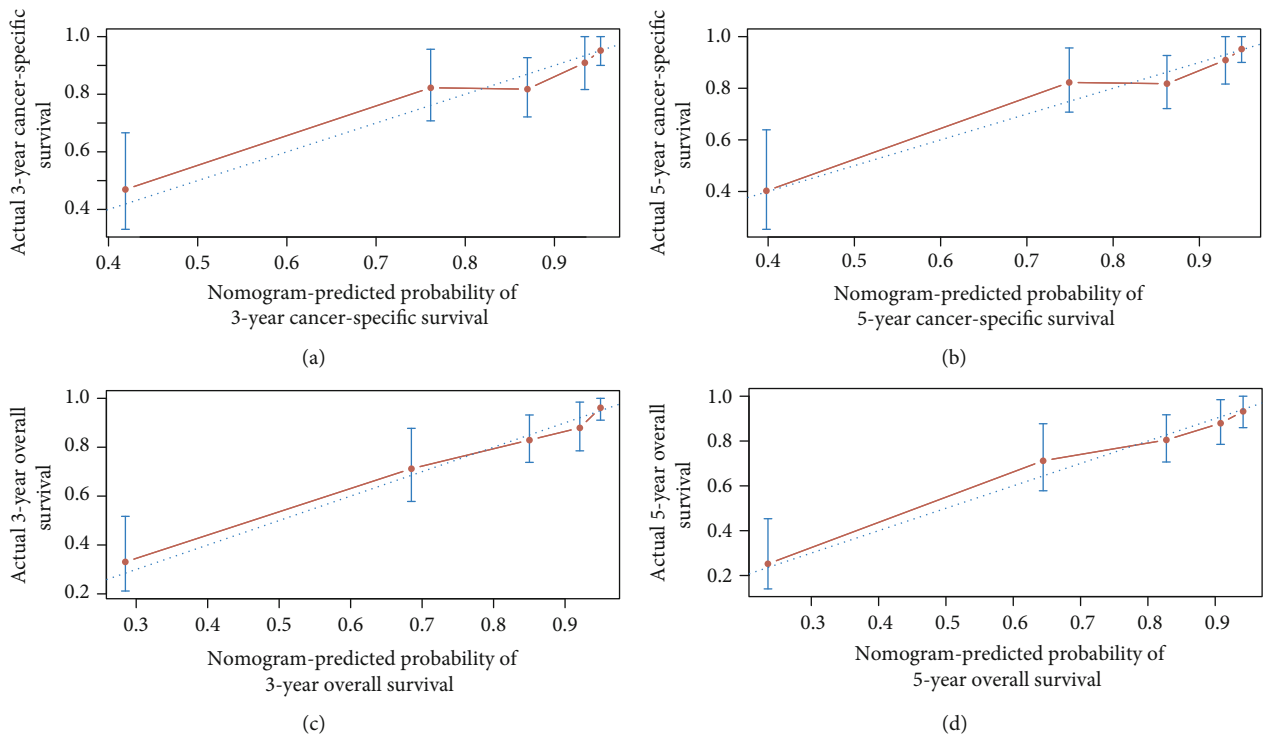 Actual 3-year cancer-specific
survival
1.0
0.8
0.6
0.4
0.4 0.5 0.6 0.7 0.8 0.9
Nomogram-predicted probability of
3-year cancer-specific survival
(a)
Actual 5-year cancer-specific
survival
1.0
0.8
0.6
0.4
0.4 0.5 0.6 0.7 0.8 0.9
Nomogram-predicted probability of
5-year cancer-specific survival
(b)
Actual 3-year overall
survival
1.0
0.8
0.6
0.4
0.2
0.3 0.4 0.5 0.6 0.7 0.8 0.9
Nomogram-predicted probability of
3-year overall survival
(c)
Actual 5-year overall
survival
1.0
0.8
0.6
0.4
0.2
0.3 0.4 0.5 0.6 0.7 0.8 0.9
Nomogram-predicted probability of
5-year overall survival
(d)